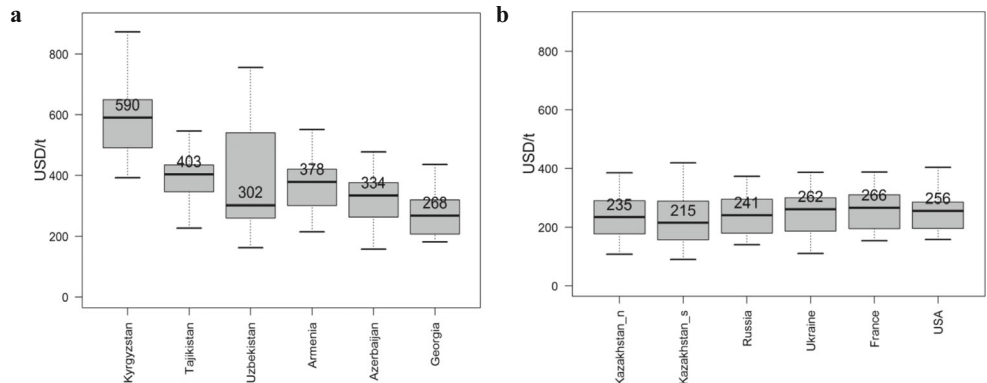 a
USD/t
800
600
400
200
0
590
403
302
378
334
268
Kyrgyzstan
Tajikistan
Uzbekistan
Armenia
Azerbaijan
Georgia
b
USD/t
800
600
400
200
0
235
215
241
262
266
256
Kazakhstan_n
Kazakhstan_s
Russia
Ukraine
France
USA